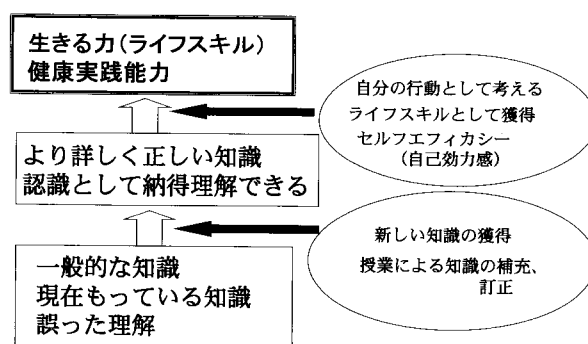 生きる力(ライフスキル)
健康実践能力
自分の行動として考える
ライフスキルとして獲得
セルフエフィカシー
(自己効力感)
より詳しく正しい知識
認識として納得理解できる
新しい知識の獲得
授業による知識の補充、
訂正
一般的な知識
現在もっている知識
誤った理解